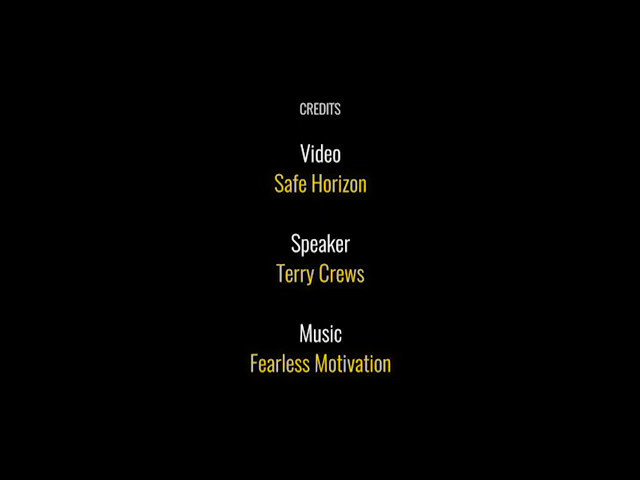 CREDITS
Video
Safe Horizon
Speaker
Terry Crews
Music
Fearless Motivation